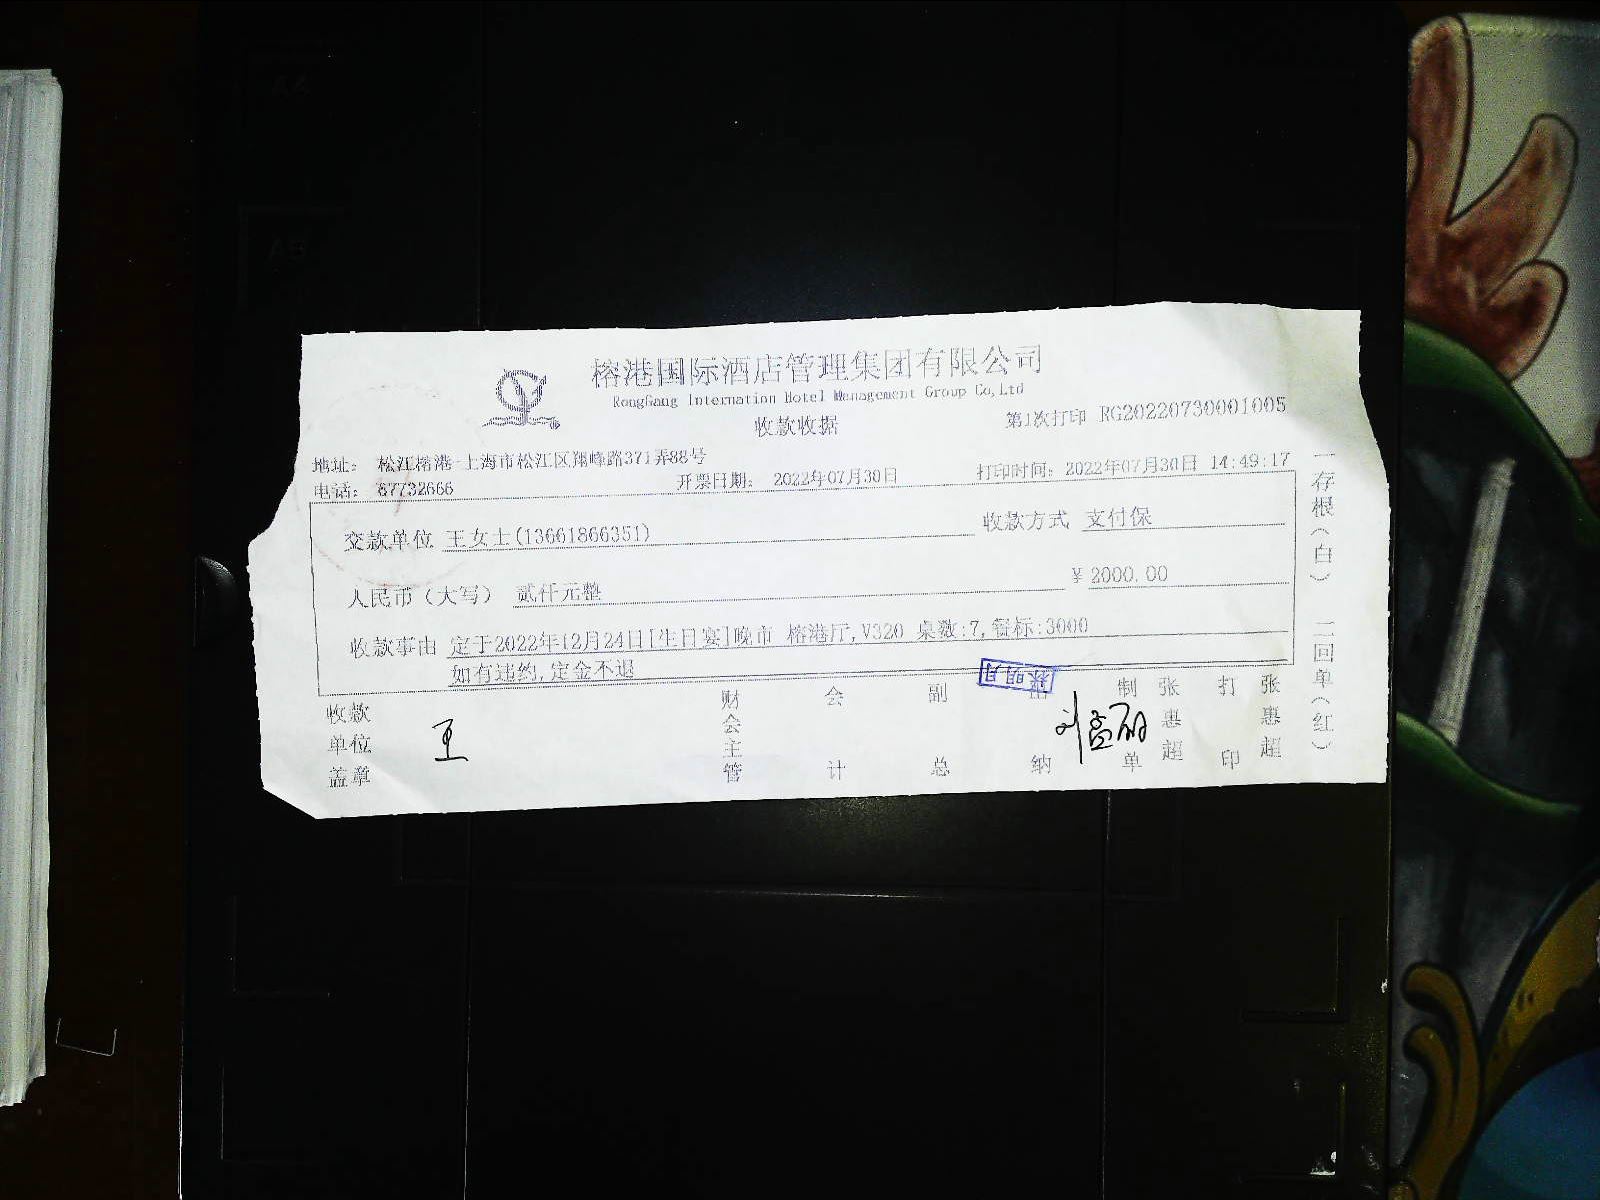 榕港国际酒店管理集团有限公司
RongGang Internation Hotel Management Group Co,Ltd
收款收据
第1次打印 RG20220730001005
地址： 松江榕港-上海市松江区翔峰路371弄88号
电话： 67732666 开票日期： 2022年07月30日 打印时间：2022年07月30日 14:49:17
交款单位 王女士(13661866351) 收款方式 支付保
人民币（大写） 贰仟元整 ￥2000.00
收款事由 定于2022年12月24日[生日宴]晚市 榕港厅,V320 桌数:7,餐标:3000
如有违约,定金不退
收款单位盖章 王 财会主管 会计 副总 出纳 制单 张惠超 打印 张惠超
一存根（白） 二回单（红）
A4
A5